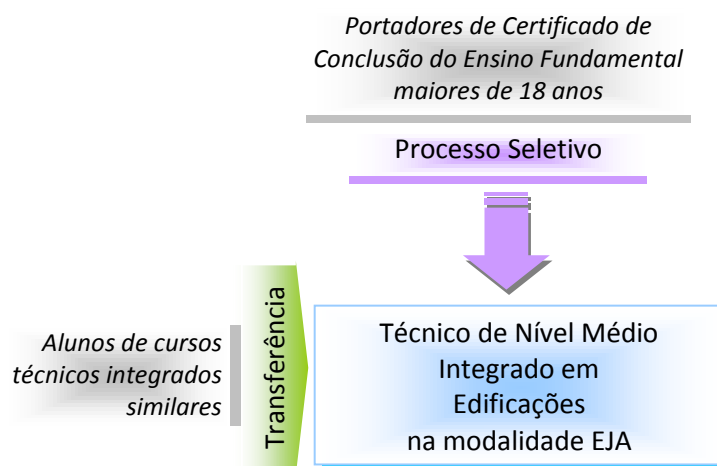 Portadores de Certificado de
Conclusão do Ensino Fundamental
maiores de 18 anos
Processo Seletivo
Alunos de cursos
técnicos integrados
similares
Transferência
Técnico de Nível Médio
Integrado em
Edificações
na modalidade EJA